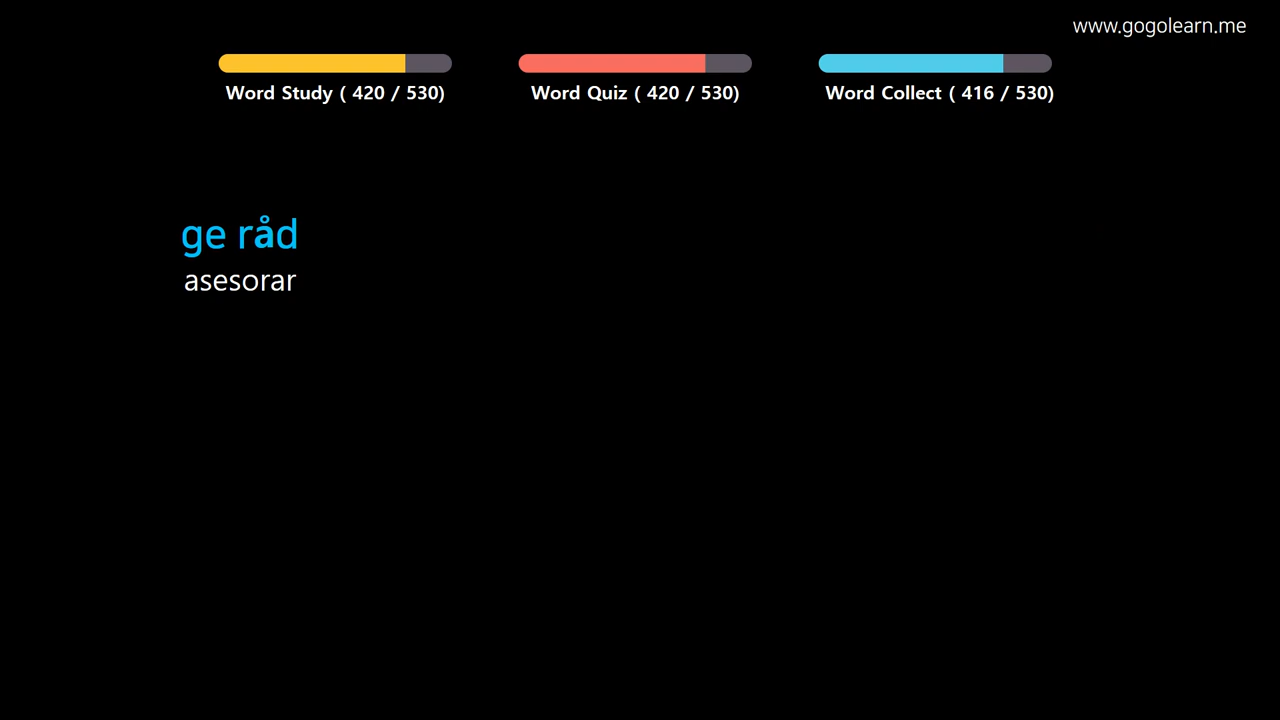 www.gogolearn.me
Word Study ( 420 / 530)
Word Quiz ( 420 / 530)
Word Collect ( 416 / 530)
ge råd
asesorar